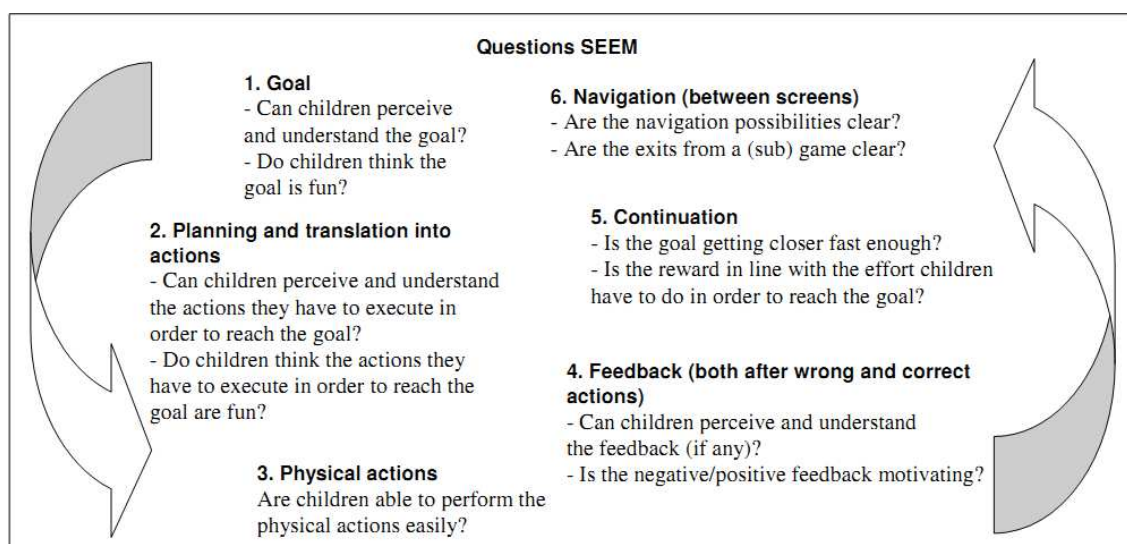 Questions SEEM
1. Goal
- Can children perceive
and understand the goal?
- Do children think the
goal is fun?
2. Planning and translation into
actions
- Can children perceive and understand
the actions they have to execute in
order to reach the goal?
- Do children think the actions they
have to execute in order to reach the
goal are fun?
3. Physical actions
Are children able to perform the
physical actions easily?
6. Navigation (between screens)
- Are the navigation possibilities clear?
- Are the exits from a (sub) game clear?
5. Continuation
- Is the goal getting closer fast enough?
- Is the reward in line with the effort children
have to do in order to reach the goal?
4. Feedback (both after wrong and correct
actions)
- Can children perceive and understand
the feedback (if any)?
- Is the negative/positive feedback motivating?